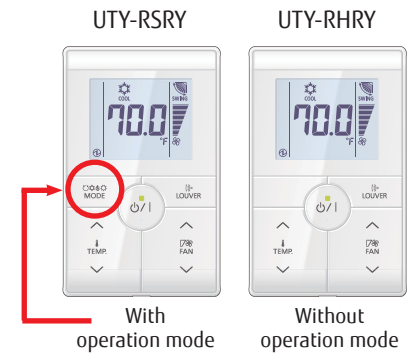 UTY-RSRY
UTY-RHRY
COOL
SWING
70.0
°F
MODE
LOUVER
TEMP.
FAN
COOL
SWING
70.0
°F
LOUVER
TEMP.
FAN
With
operation mode
Without
operation mode